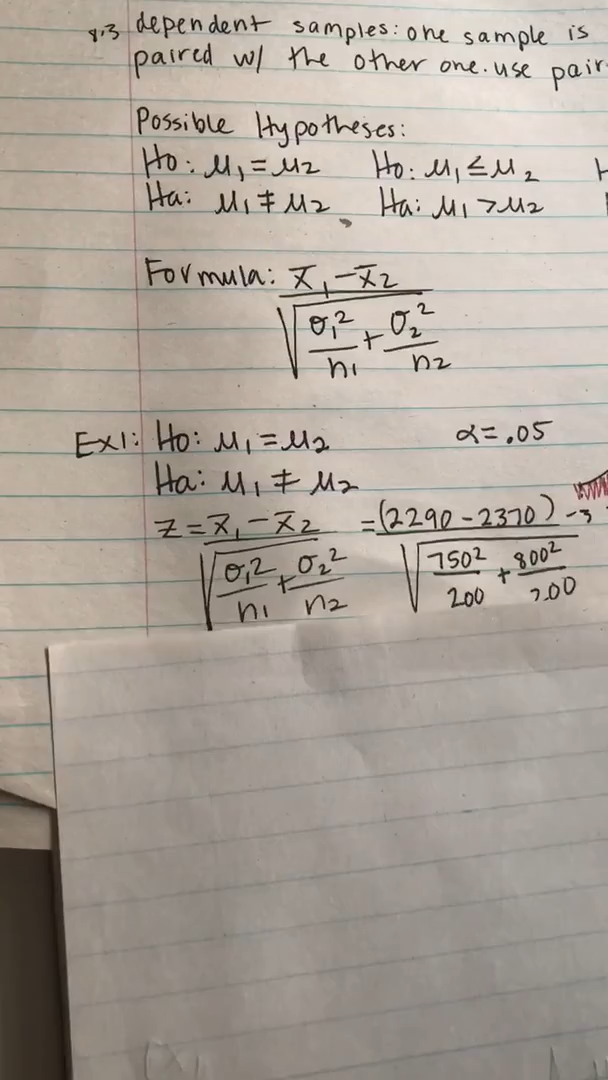 8.3 dependent samples: one sample is
paired w/ the other one. use pair
Possible Hypotheses:
Ho: μ1 = μ2 Ho: μ1 ≤ μ2 H
Ha: μ1 ≠ μ2 Ha: μ1 > μ2
Formula: x̄1 - x̄2
√ σ1²/n1 + σ2²/n2
Ex1: Ho: μ1 = μ2 α = .05
Ha: μ1 ≠ μ2
z = x̄1 - x̄2 = (2290 - 2370)
√ σ1²/n1 + σ2²/n2 √ 750²/200 + 800²/200